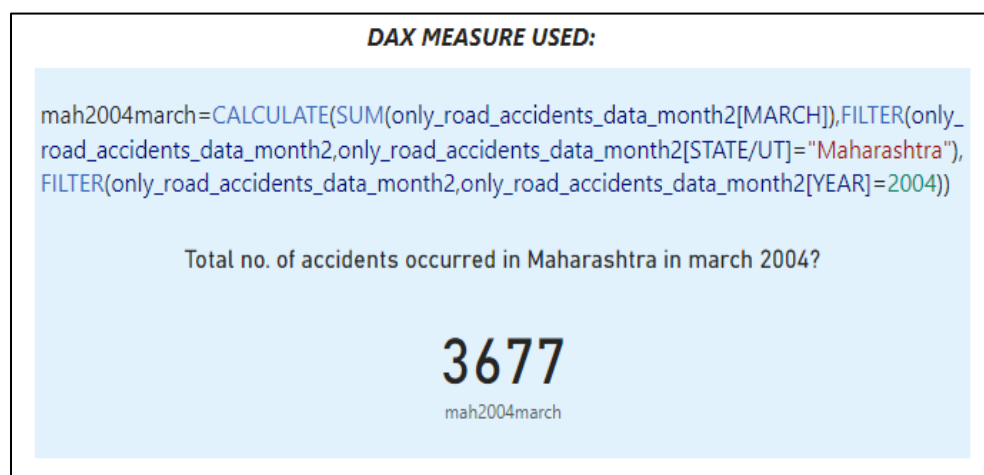 DAX MEASURE USED:
mah2004march=CALCULATE(SUM(only_road_accidents_data_month2[MARCH]),FILTER(only_
road_accidents_data_month2,only_road_accidents_data_month2[STATE/UT]="Maharashtra"),
FILTER(only_road_accidents_data_month2,only_road_accidents_data_month2[YEAR]=2004))
Total no. of accidents occurred in Maharashtra in march 2004?
3677
mah2004march